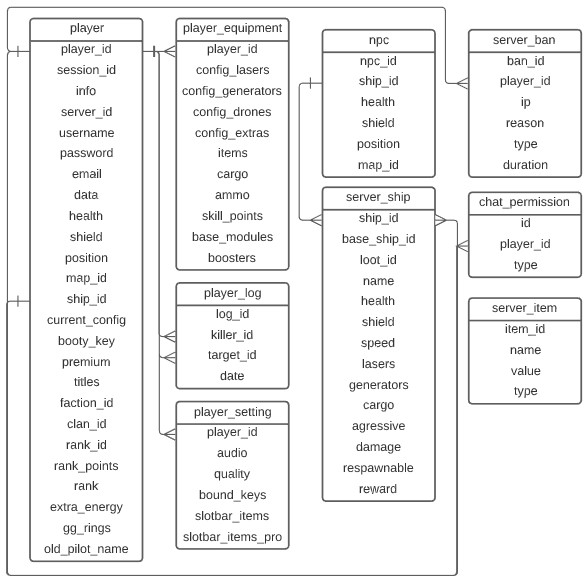 player
player_id
session_id
info
server_id
username
password
email
data
health
shield
position
map_id
ship_id
current_config
booty_key
premium
titles
faction_id
clan_id
rank_id
rank_points
rank
extra_energy
gg_rings
old_pilot_name
player_equipment
player_id
config_lasers
config_generators
config_drones
config_extras
items
cargo
ammo
skill_points
base_modules
boosters
player_log
log_id
killer_id
target_id
date
player_setting
player_id
audio
quality
bound_keys
slotbar_items
slotbar_items_pro
npc
npc_id
ship_id
health
shield
position
map_id
server_ship
ship_id
base_ship_id
loot_id
name
health
shield
speed
lasers
generators
cargo
agressive
damage
respawnable
reward
server_ban
ban_id
player_id
ip
reason
type
duration
chat_permission
id
player_id
type
server_item
item_id
name
value
type